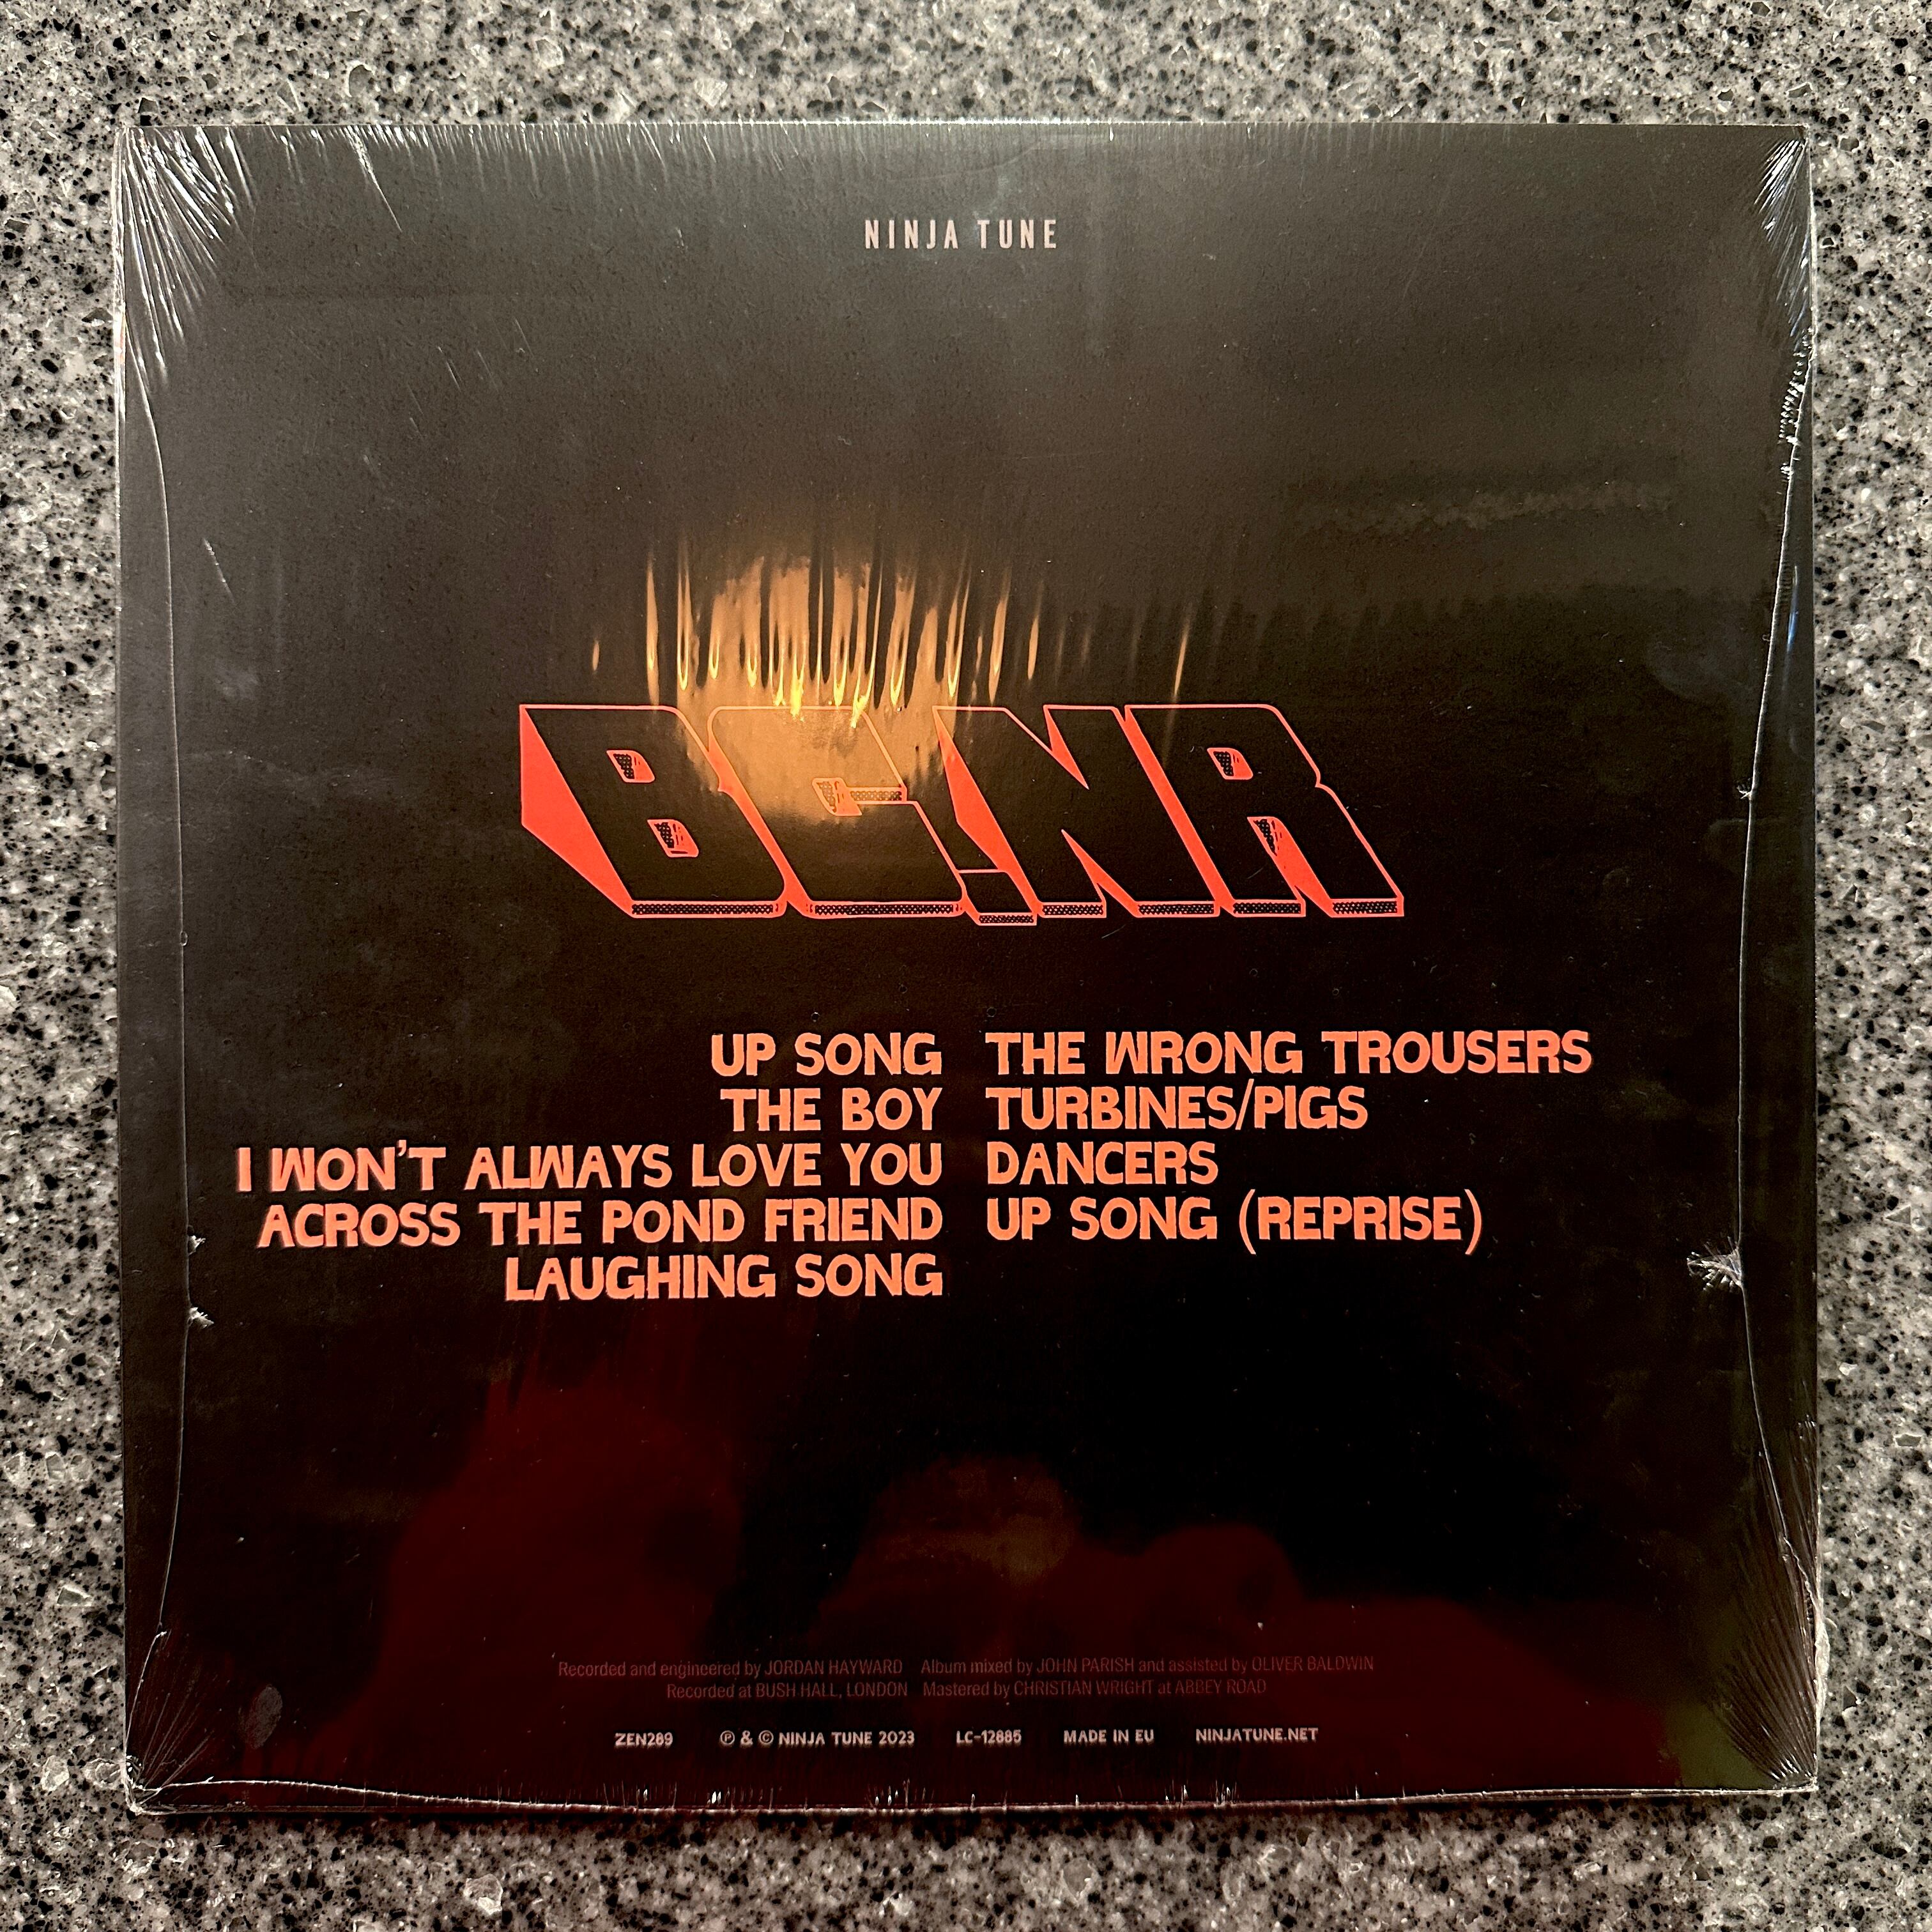 NINJA TUNE
BC,NR
UP SONG
THE BOY
I WON'T ALWAYS LOVE YOU
ACROSS THE POND FRIEND
LAUGHING SONG
THE WRONG TROUSERS
TURBINES/PIGS
DANCERS
UP SONG (REPRISE)
Recorded and engineered by JORDAN HAYWARD Album mixed by JOHN PARISH and assisted by OLIVER BALDWIN
Recorded at BUSH HALL, LONDON Mastered by CHRISTIAN WRIGHT at ABBEY ROAD
ZEN289 ℗ & © NINJA TUNE 2023 LC-12885 MADE IN EU NINJATUNE.NET